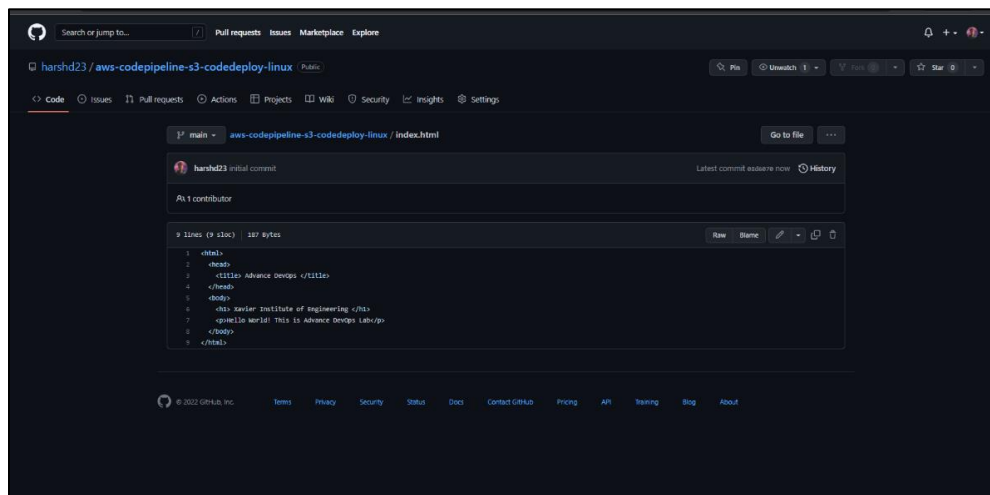 Search or jump to... / Pull requests Issues Marketplace Explore
harshd23 / aws-codepipeline-s3-codedeploy-linux Public
Pin Unwatch 1 Fork Star 0
<> Code Issues Pull requests Actions Projects Wiki Security Insights Settings
main aws-codepipeline-s3-codedeploy-linux / index.html Go to file ...
harshd23 initial commit Latest commit now History
1 contributor
9 lines (9 sloc) 187 Bytes Raw Blame
1 <html>
2 <head>
3 <title> Advance DevOps </title>
4 </head>
5 <body>
6 <h1> Xavier Institute of Engineering </h1>
7 <p>Hello World! This is Advance DevOps Lab</p>
8 </body>
9 </html>
© 2022 GitHub, Inc. Terms Privacy Security Status Docs Contact GitHub Pricing API Training Blog About